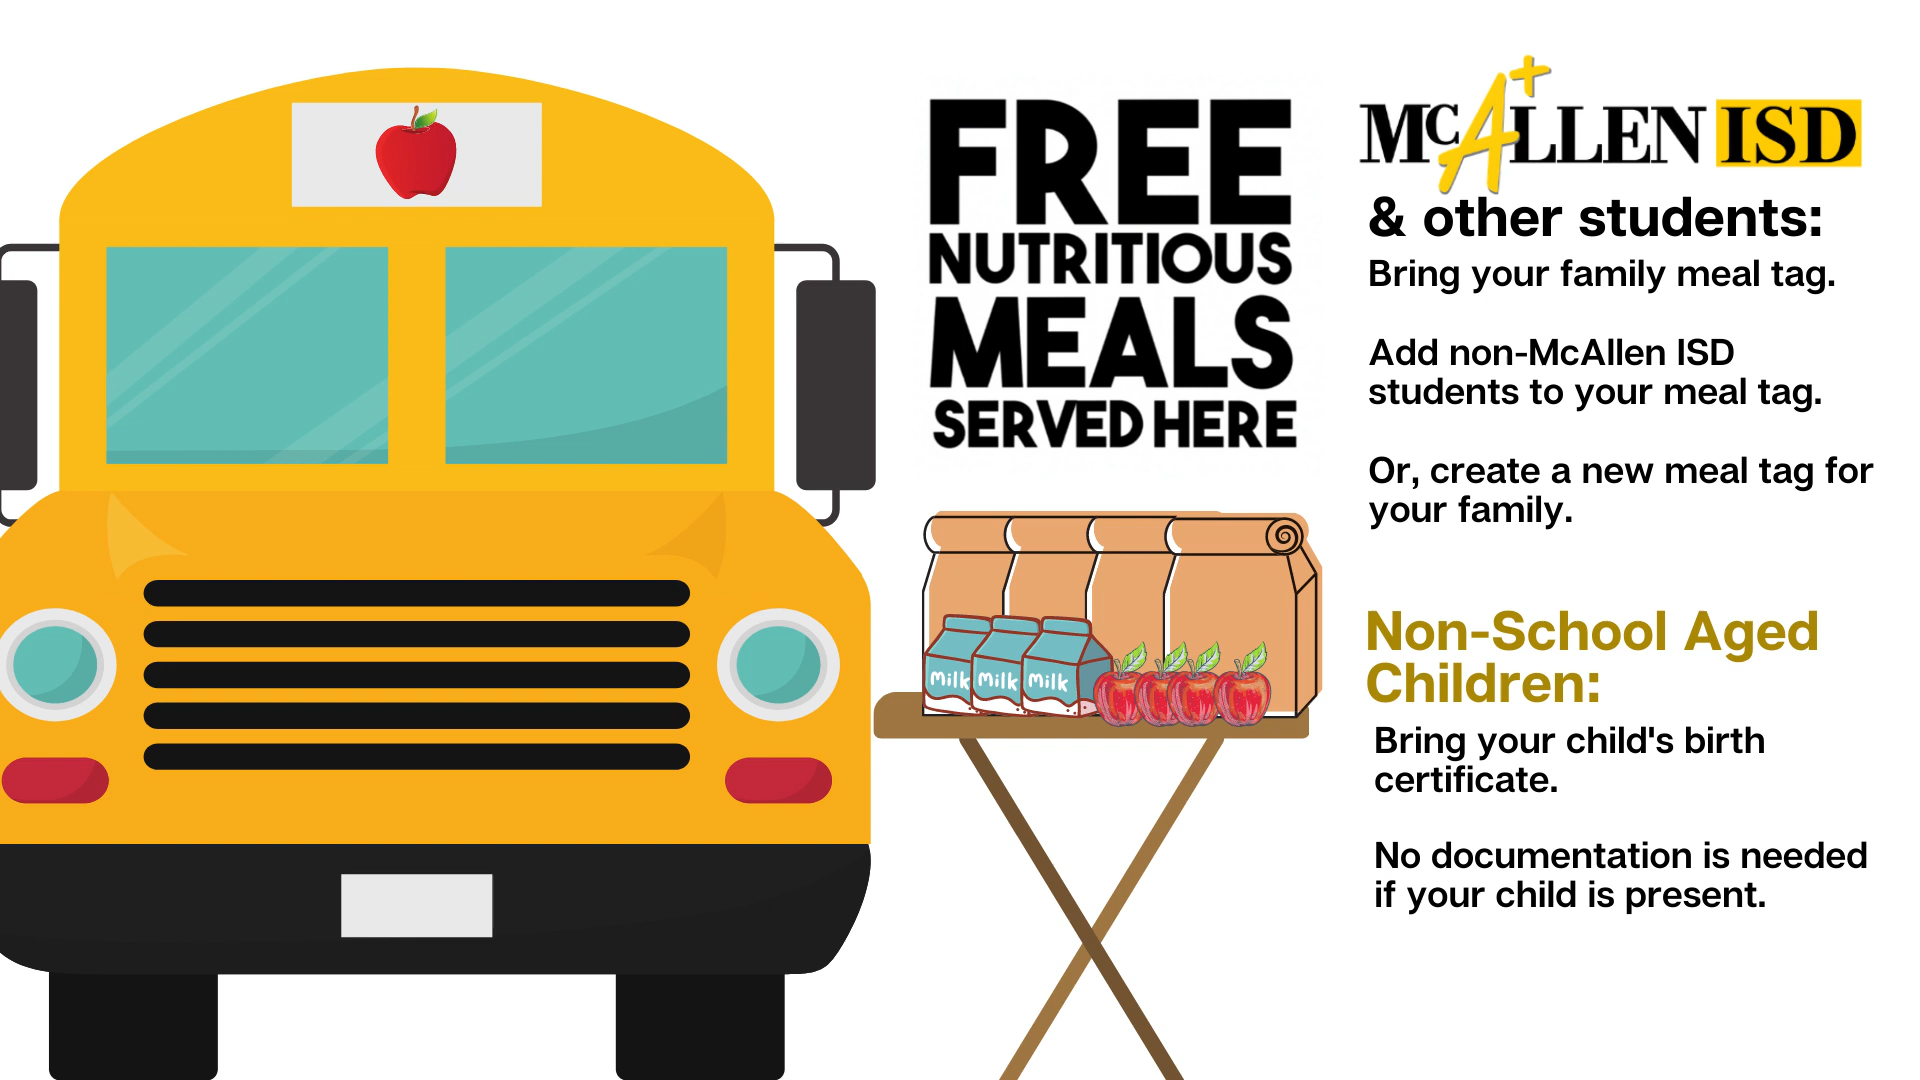 FREE
NUTRITIOUS
MEALS
SERVED HERE
Milk Milk Milk
McALLEN ISD
& other students:
Bring your family meal tag.
Add non-McAllen ISD
students to your meal tag.
Or, create a new meal tag for
your family.
Non-School Aged
Children:
Bring your child's birth
certificate.
No documentation is needed
if your child is present.